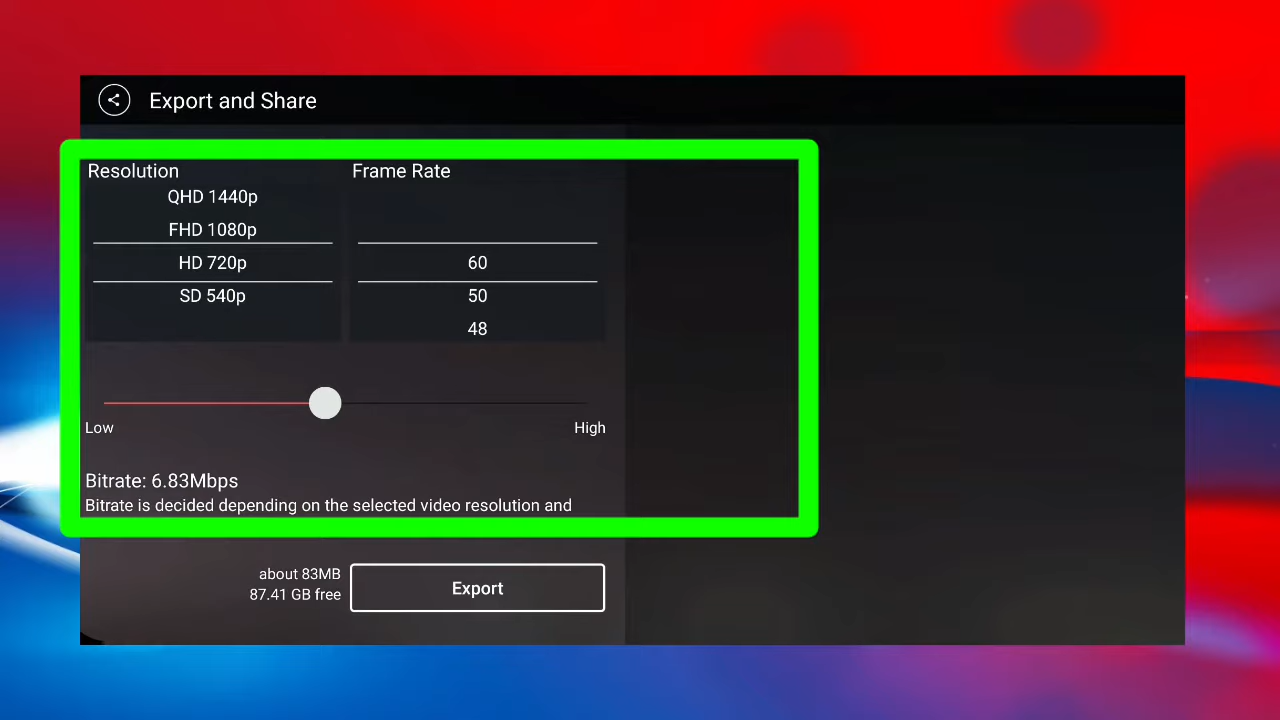 Export and Share
Resolution
Frame Rate
QHD 1440p
FHD 1080p
HD 720p
SD 540p
60
50
48
Low
High
Bitrate: 6.83Mbps
Bitrate is decided depending on the selected video resolution and
about 83MB
87.41 GB free
Export